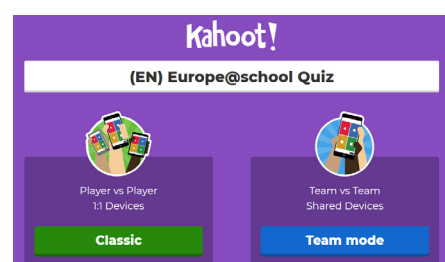 Kahoot!
(EN) Europe@school Quiz
Player vs Player
1:1 Devices
Classic
Team vs Team
Shared Devices
Team mode